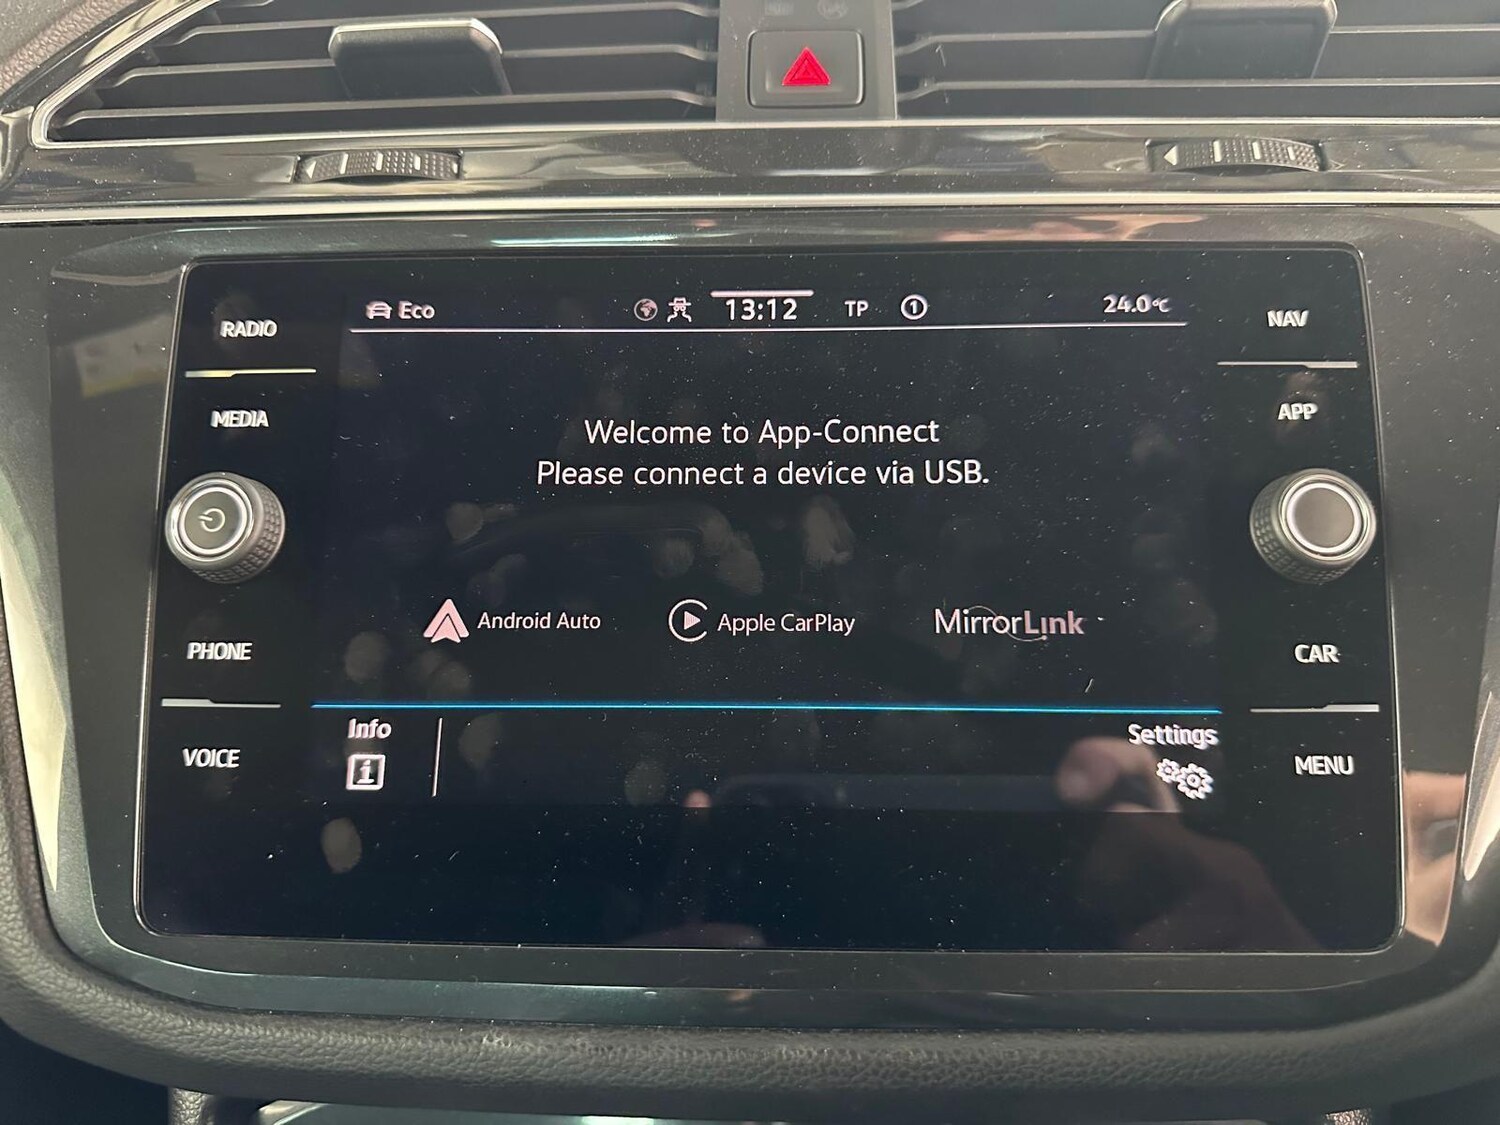 RADIO
MEDIA
PHONE
VOICE
Eco
13:12
TP
1
24.0°C
Welcome to App-Connect
Please connect a device via USB.
Android Auto
Apple CarPlay
MirrorLink
Info
i
Settings
NAV
APP
CAR
MENU